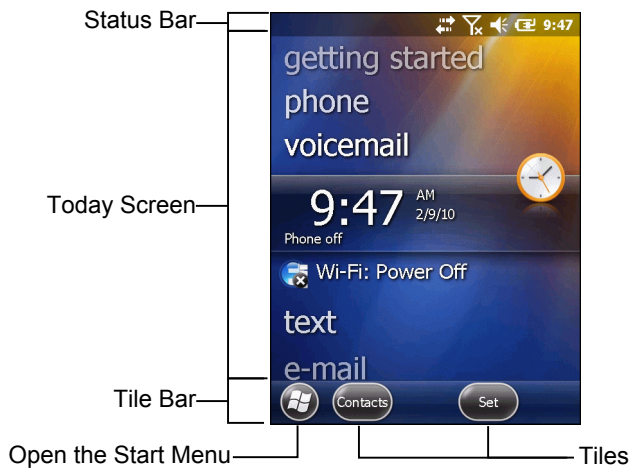 Status Bar
9:47
getting started
phone
voicemail
Today Screen
9:47 AM
2/9/10
Phone off
Wi-Fi: Power Off
text
e-mail
Tile Bar
Contacts
Set
Open the Start Menu
Tiles